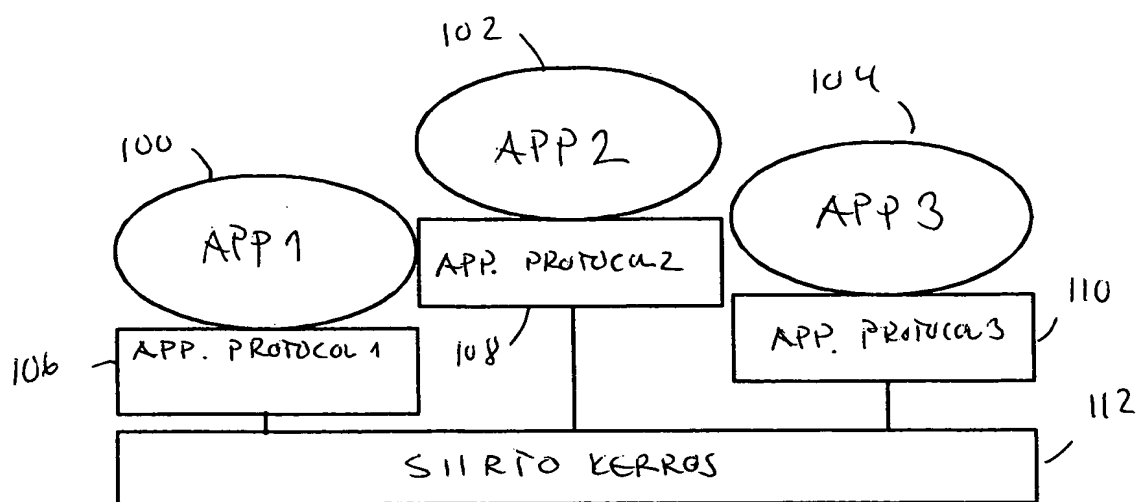 102
104
100
APP 2
APP 3
APP 1
APP. PROTOCOL 2
110
APP. PROTOCOL 3
APP. PROTOCOL 1
108
106
112
SIIRTO KERROS